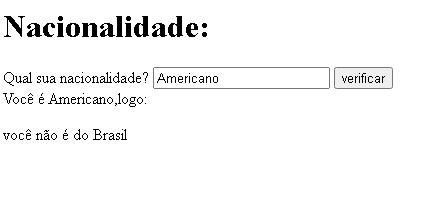 Nacionalidade:
Qual sua nacionalidade? Americano verificar
Você é Americano,logo:
você não é do Brasil